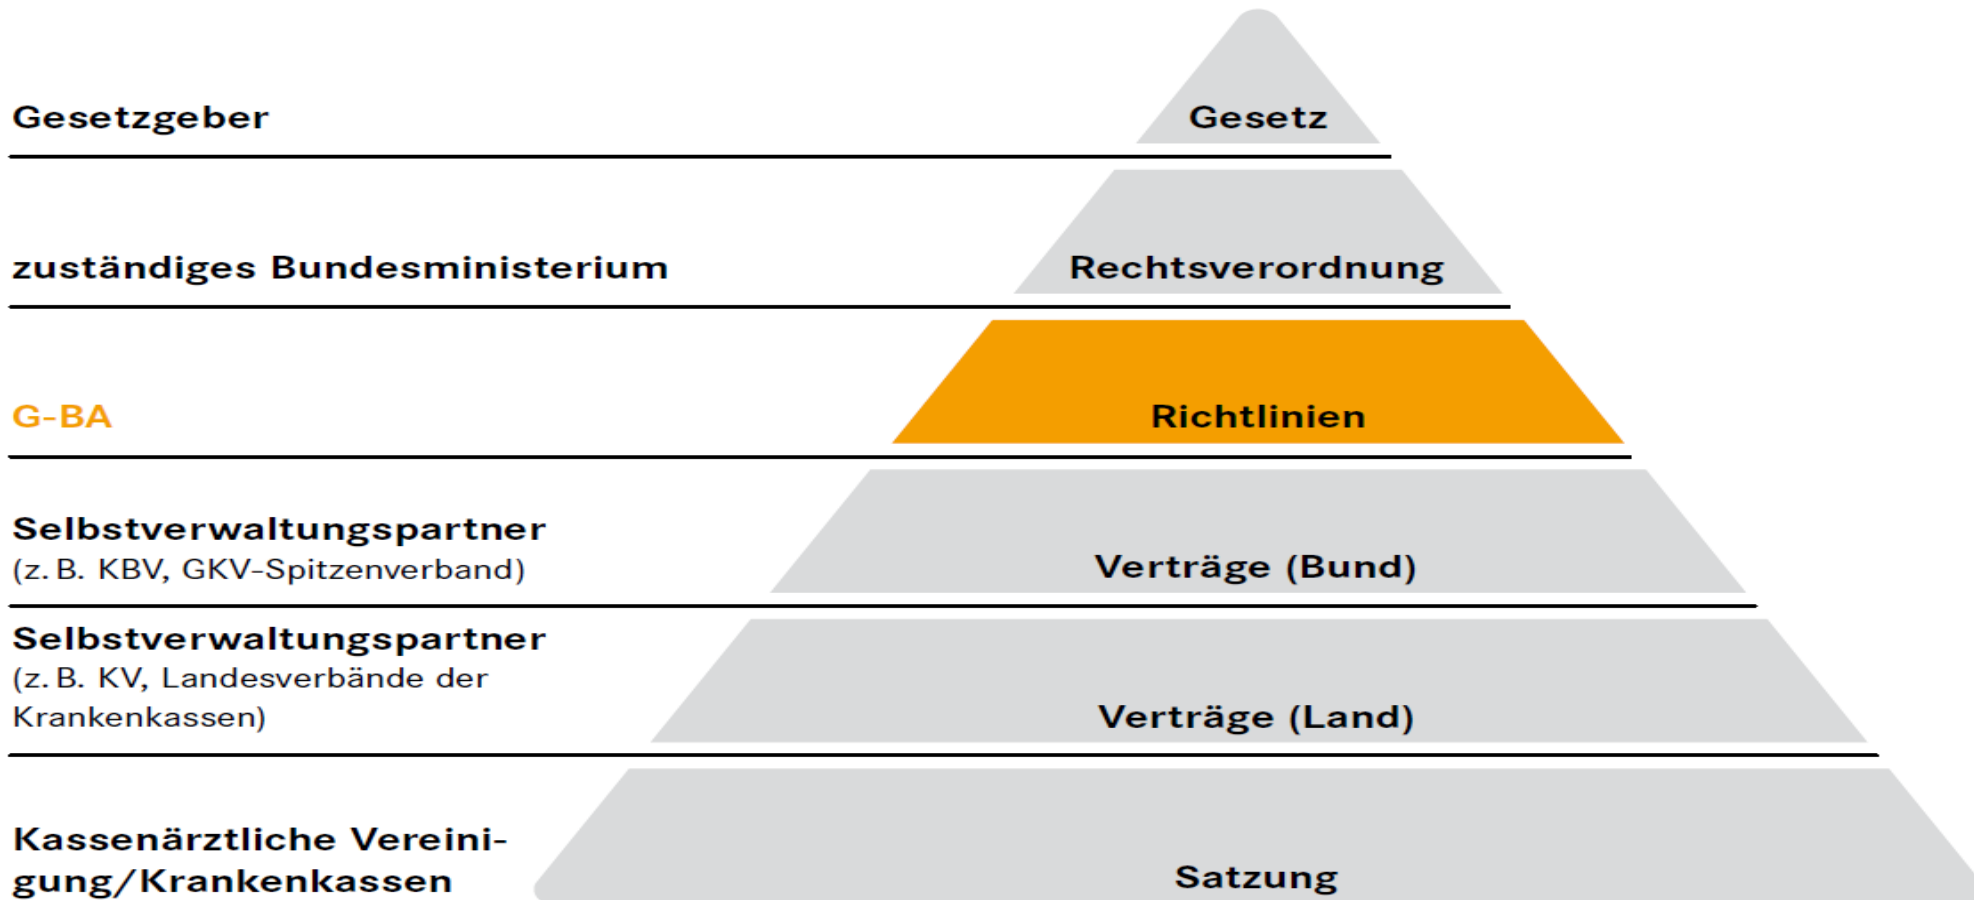 Gesetzgeber
Gesetz
zuständiges Bundesministerium
Rechtsverordnung
G-BA
Richtlinien
Selbstverwaltungspartner
(z. B. KBV, GKV-Spitzenverband)
Verträge (Bund)
Selbstverwaltungspartner
(z. B. KV, Landesverbände der
Krankenkassen)
Verträge (Land)
Kassenärztliche Vereini-
gung/Krankenkassen
Satzung